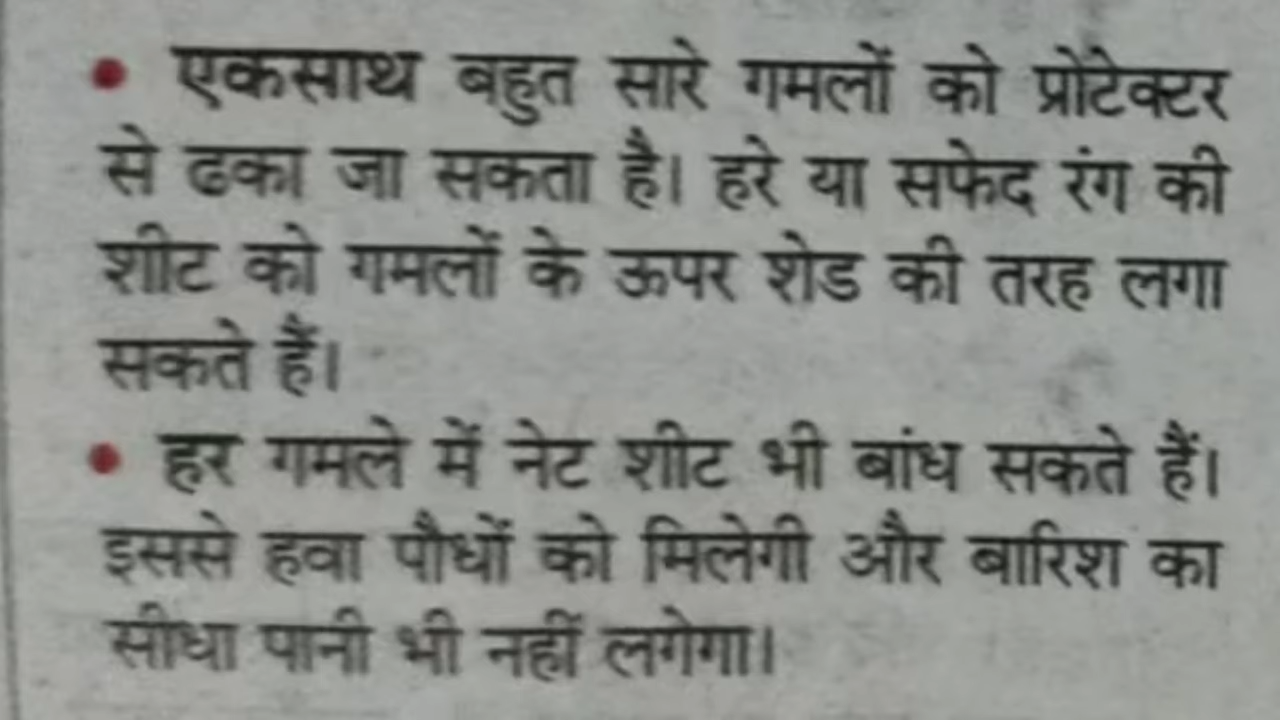 • एकसाथ बहुत सारे गमलों को प्रोटेक्टर
से ढका जा सकता है। हरे या सफेद रंग की
शीट को गमलों के ऊपर शेड की तरह लगा
सकते हैं।
• हर गमले में नेट शीट भी बांध सकते हैं।
इससे हवा पौधों को मिलेगी और बारिश का
सीधा पानी भी नहीं लगेगा।